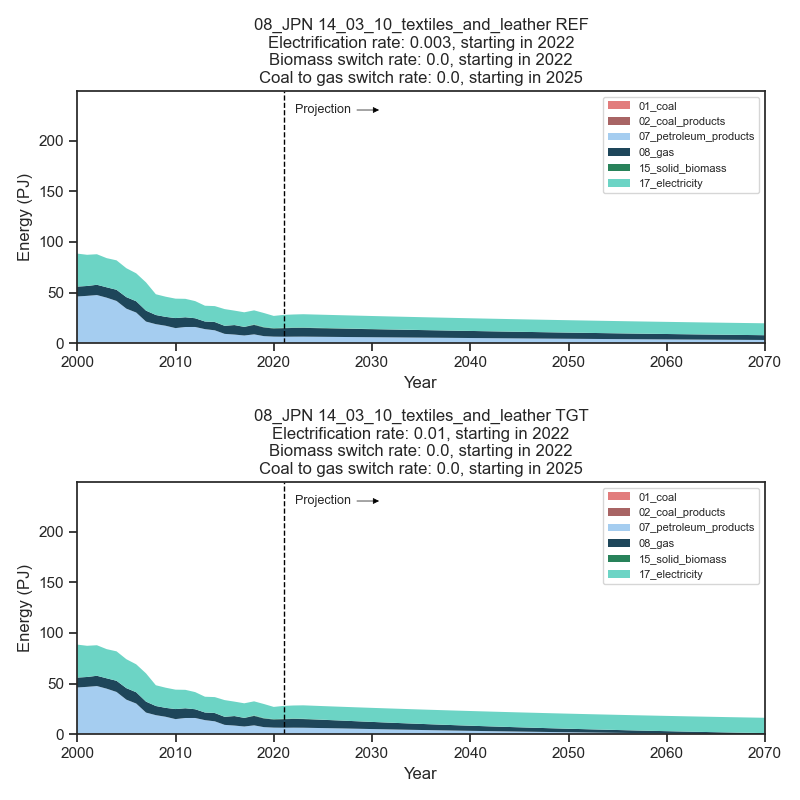 08_JPN 14_03_10_textiles_and_leather REF
Electrification rate: 0.003, starting in 2022
Biomass switch rate: 0.0, starting in 2022
Coal to gas switch rate: 0.0, starting in 2025
Projection
01_coal
02_coal_products
07_petroleum_products
08_gas
15_solid_biomass
17_electricity
200
150
100
50
0
Energy (PJ)
2000 2010 2020 2030 2040 2050 2060 2070
Year
08_JPN 14_03_10_textiles_and_leather TGT
Electrification rate: 0.01, starting in 2022
Biomass switch rate: 0.0, starting in 2022
Coal to gas switch rate: 0.0, starting in 2025
Projection
01_coal
02_coal_products
07_petroleum_products
08_gas
15_solid_biomass
17_electricity
200
150
100
50
0
Energy (PJ)
2000 2010 2020 2030 2040 2050 2060 2070
Year